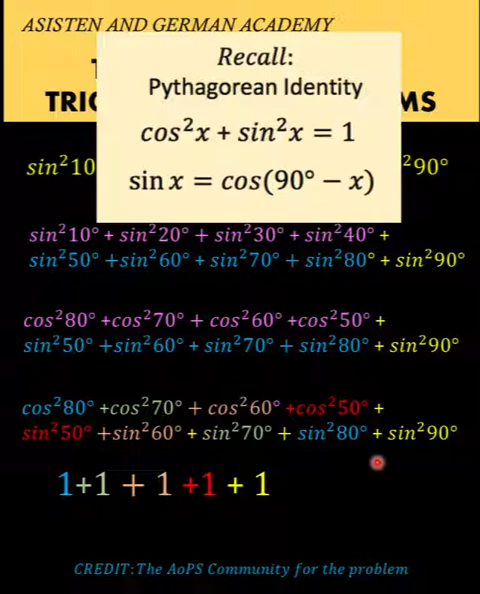 ASISTEN AND GERMAN ACADEMY
Recall:
Pythagorean Identity
TRIG MS
cos²x + sin²x = 1
sin²10 ²90°
sin x = cos(90° − x)
sin²10° + sin²20° + sin²30° + sin²40° +
sin²50° +sin²60° + sin²70° + sin²80° + sin²90°
cos²80° +cos²70° + cos²60° +cos²50° +
sin²50° +sin²60° + sin²70° + sin²80° + sin²90°
cos²80° +cos²70° + cos²60° +cos²50° +
sin²50° +sin²60° + sin²70° + sin²80° + sin²90°
1+1 + 1 +1 + 1
CREDIT: The AoPS Community for the problem